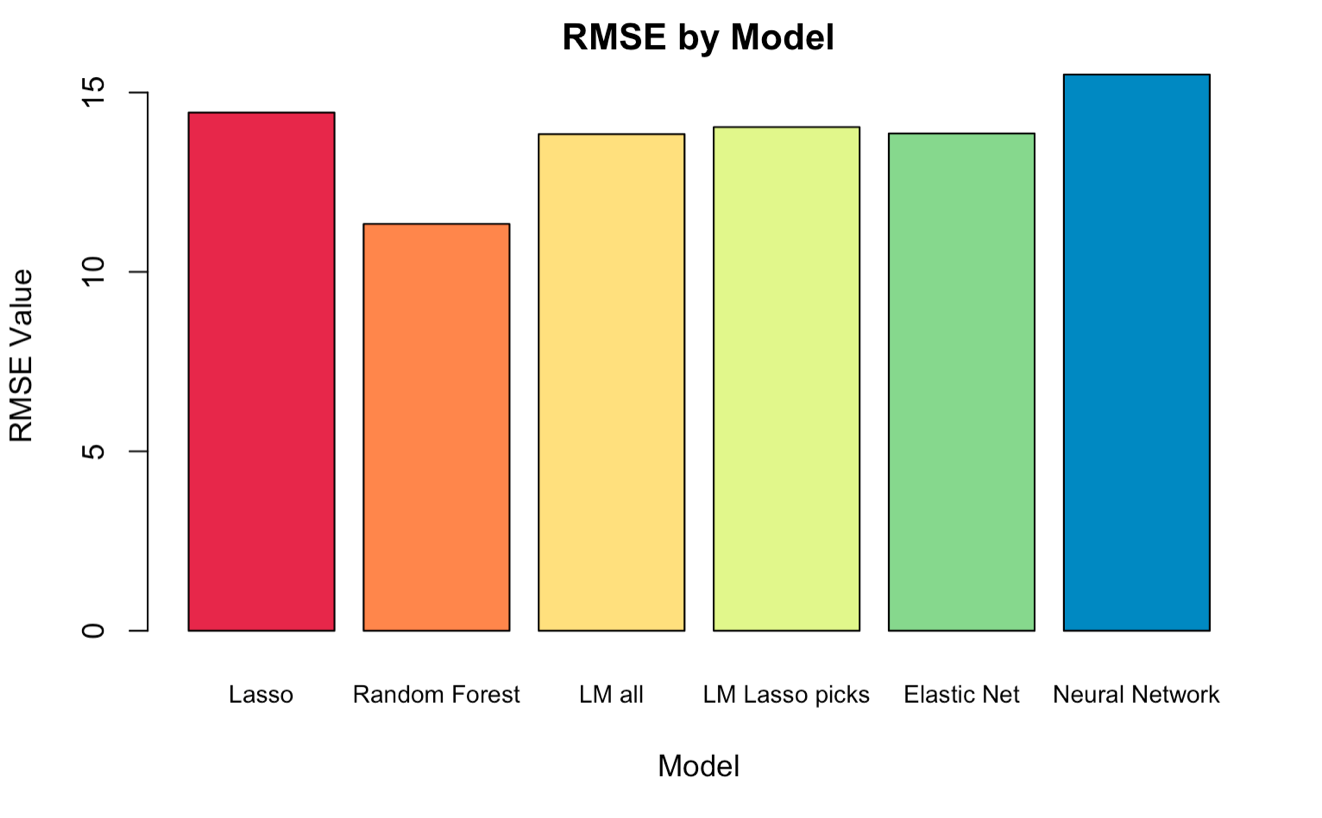 RMSE by Model
RMSE Value
15
10
5
0
Lasso Random Forest LM all LM Lasso picks Elastic Net Neural Network
Model